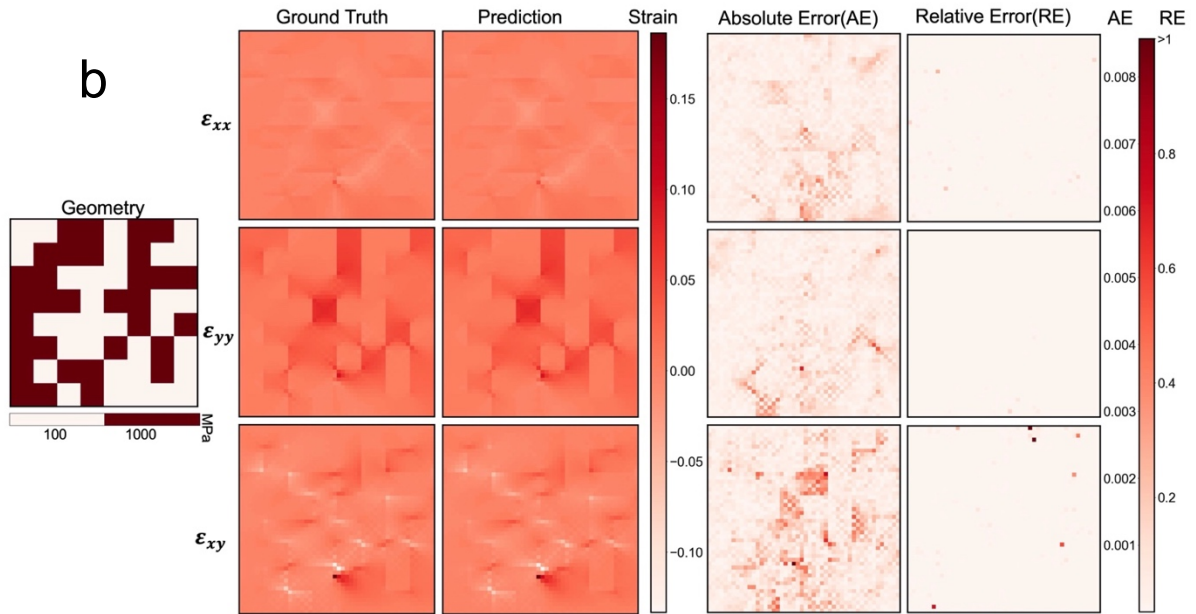 Ground Truth Prediction Strain Absolute Error(AE) Relative Error(RE) AE RE
b
>1
0.008
0.15
εxx
0.007
0.8
0.10
0.006
Geometry
0.6
0.05
0.005
εyy
0.004
0.00
0.4
0.003
100 1000 MPa
−0.05
0.002
0.2
εxy
−0.10
0.001